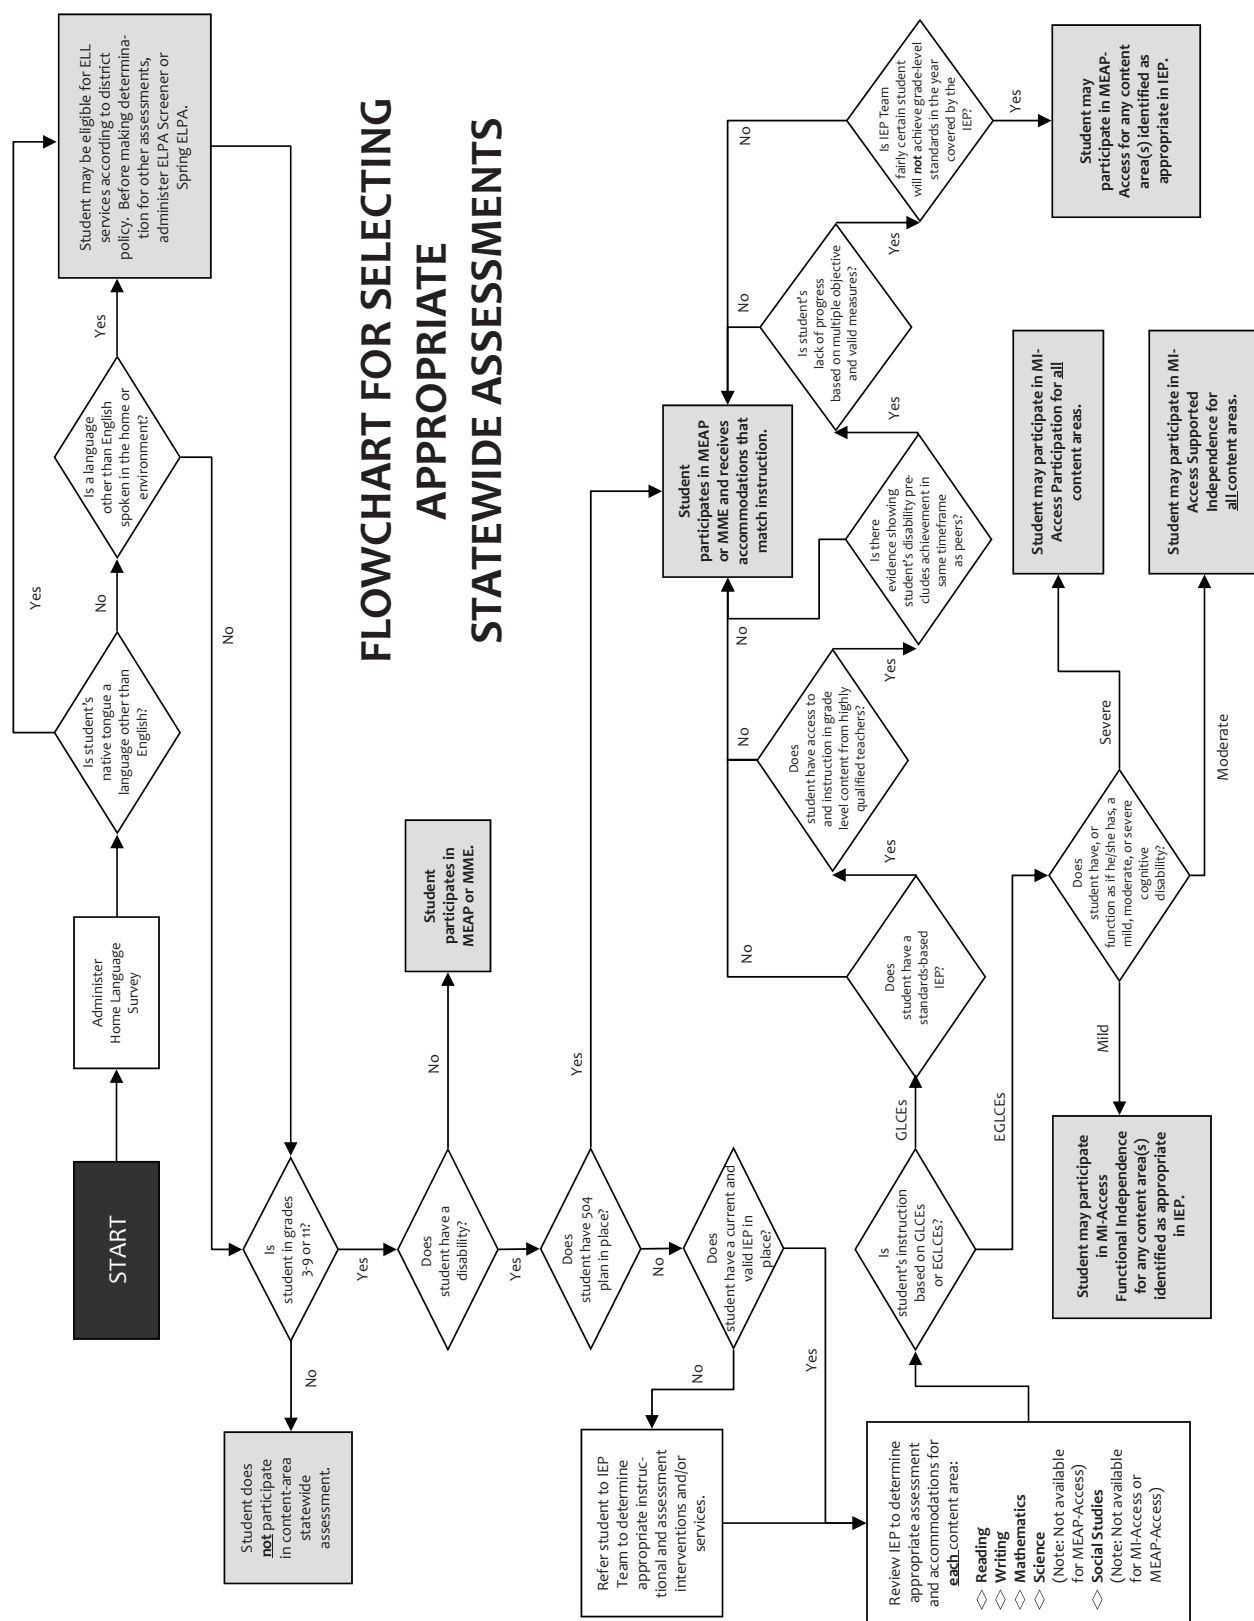 FLOWCHART FOR SELECTING
APPROPRIATE
STATEWIDE ASSESSMENTS
START
Administer
Home Language
Survey
Is student's
native tongue a
language other than
English?
Yes
No
Is a language
other than English
spoken in the home or
environment?
Yes
No
Student may be eligible for ELL
services according to district
policy. Before making determina-
tion for other assessments,
administer ELPA Screener or
Spring ELPA.
Is
student in grades
3-9 or 11?
No
Yes
Student does
not participate
in content-area
statewide
assessment.
Does
student have a
disability?
No
Yes
Student
participates in
MEAP or MME.
Does
student have 504
plan in place?
Yes
No
Student
participates in MEAP
or MME and receives
accommodations that
match instruction.
Does
student have a current and
valid IEP in
place?
No
Yes
Refer student to IEP
Team to determine
appropriate instruc-
tional and assessment
interventions and/or
services.
Review IEP to determine
appropriate assessment
and accommodations for
each content area:
◇ Reading
◇ Writing
◇ Mathematics
◇ Science
(Note: Not available
for MEAP-Access)
◇ Social Studies
(Note: Not available
for MI-Access or
MEAP-Access)
Is
student's instruction
based on GLCEs
or EGLCEs?
GLCEs
EGLCEs
Does
student have a
standards-based
IEP?
No
Yes
Does
student have access to
and instruction in grade
level content from highly
qualified teachers?
No
Yes
Is there
evidence showing
student's disability pre-
cludes achievement in
same timeframe
as peers?
No
Yes
Is student's
lack of progress
based on multiple objective
and valid measures?
No
Yes
Is IEP Team
fairly certain student
will not achieve grade-level
standards in the year
covered by the
IEP?
No
Yes
Student may
participate in MEAP-
Access for any content
area(s) identified as
appropriate in IEP.
Does
student have, or
function as if he/she has, a
mild, moderate, or severe
cognitive
disability?
Mild
Severe
Moderate
Student may participate
in MI-Access
Functional Independence
for any content area(s)
identified as appropriate
in IEP.
Student may participate in MI-
Access Participation for all
content areas.
Student may participate in MI-
Access Supported
Independence for
all content areas.